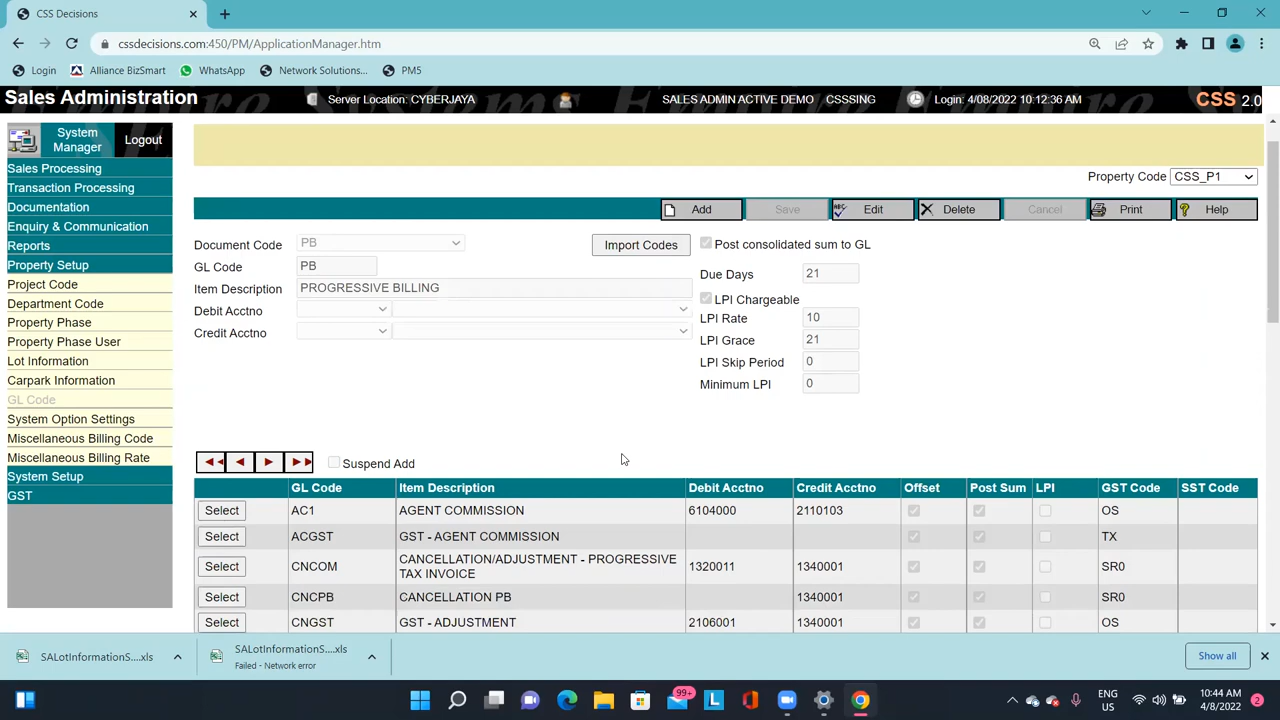 CSS Decisions
cssdecisions.com:450/PM/ApplicationManager.htm
Login Alliance BizSmart WhatsApp Network Solutions... PM5
Sales Administration Server Location: CYBERJAYA SALES ADMIN ACTIVE DEMO CSSSING Login: 4/08/2022 10:12:36 AM CSS 2.0
System Manager Logout
Property Code CSS_P1
Sales Processing
Transaction Processing
Documentation
Enquiry & Communication
Reports
Property Setup
Project Code
Department Code
Property Phase
Property Phase User
Lot Information
Carpark Information
GL Code
System Option Settings
Miscellaneous Billing Code
Miscellaneous Billing Rate
System Setup
GST
Add Save Edit Delete Cancel Print Help
Document Code PB Import Codes
GL Code PB
Item Description PROGRESSIVE BILLING
Debit Acctno
Credit Acctno
Post consolidated sum to GL
Due Days 21
LPI Chargeable
LPI Rate 10
LPI Grace 21
LPI Skip Period 0
Minimum LPI 0
Suspend Add
GL Code Item Description Debit Acctno Credit Acctno Offset Post Sum LPI GST Code SST Code
Select AC1 AGENT COMMISSION 6104000 2110103 OS
Select ACGST GST - AGENT COMMISSION TX
Select CNCOM CANCELLATION/ADJUSTMENT - PROGRESSIVE TAX INVOICE 1320011 1340001 SR0
Select CNCPB CANCELLATION PB 1340001 SR0
Select CNGST GST - ADJUSTMENT 2106001 1340001 OS
SALotInformationS....xls
SALotInformationS....xls
Failed - Network error
Show all
99+
ENG
US
10:44 AM
4/8/2022
2